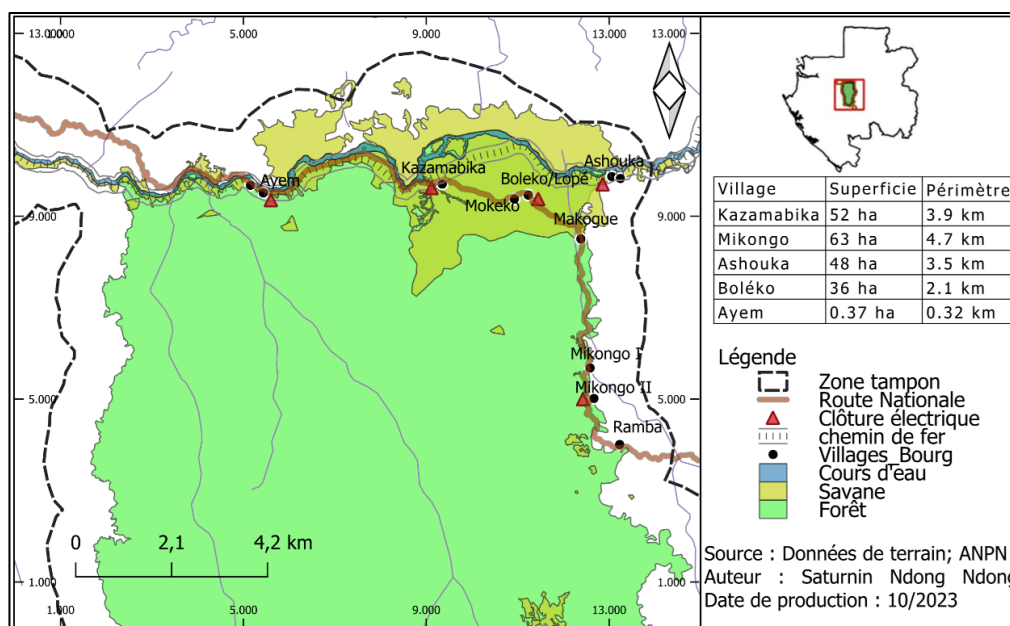 13.000
1.000
5.000
9.000
13.000
13.000
Kazamabika
Ashouka
Ayem
Boleko/Lopé
Mokeko
Makogue
9.000
9.000
Mikongo I
Mikongo II
5.000
5.000
Ramba
0 2,1 4,2 km
1.000
1.000
1.000
5.000
9.000
13.000
Village Superficie Périmètre
Kazamabika 52 ha 3.9 km
Mikongo 63 ha 4.7 km
Ashouka 48 ha 3.5 km
Boléko 36 ha 2.1 km
Ayem 0.37 ha 0.32 km
Légende
Zone tampon
Route Nationale
Clôture électrique
chemin de fer
Villages_Bourg
Cours d'eau
Savane
Forêt
Source : Données de terrain; ANPN
Auteur : Saturnin Ndong Ndong
Date de production : 10/2023